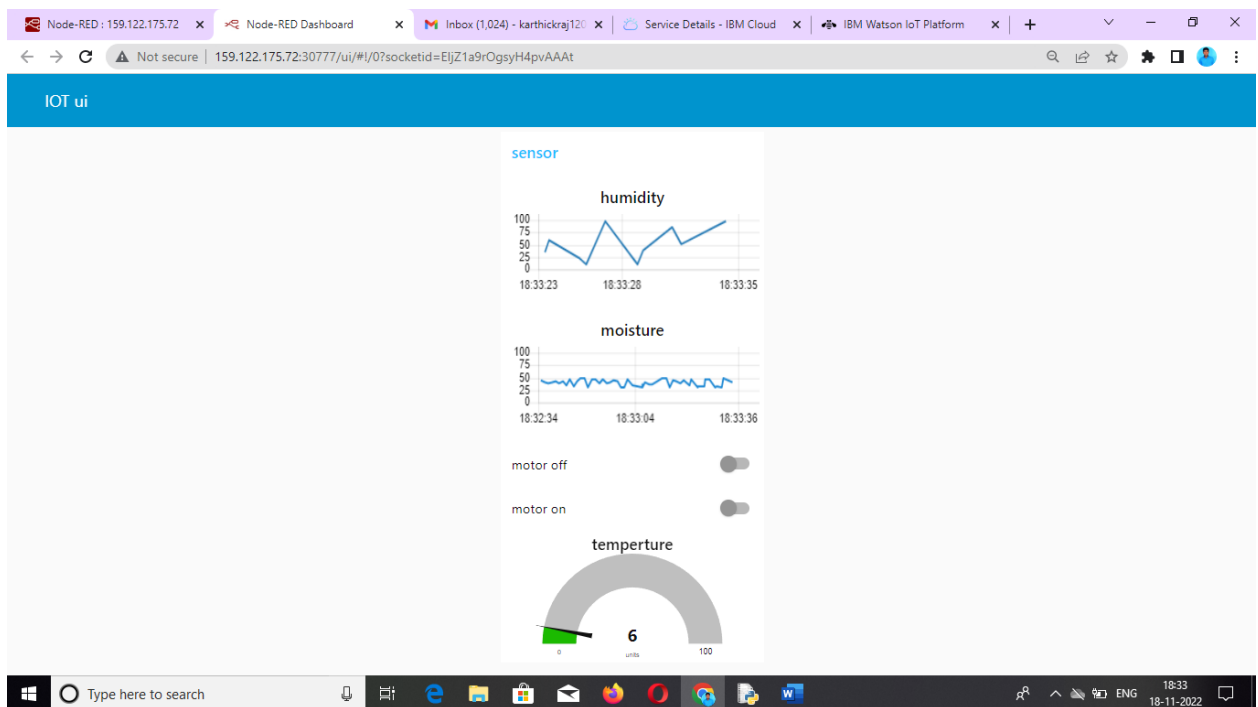 Node-RED : 159.122.175.72
Node-RED Dashboard
Inbox (1,024) - karthickraj120
Service Details - IBM Cloud
IBM Watson IoT Platform
Not secure | 159.122.175.72:30777/ui/#!/0?socketid=EIjZ1a9rOgsyH4pvAAAt
IOT ui
sensor
humidity
100
75
50
25
0
18:33:23 18:33:28 18:33:35
moisture
100
75
50
25
0
18:32:34 18:33:04 18:33:36
motor off
motor on
temperture
6
0 units 100
Type here to search
ENG
18:33
18-11-2022